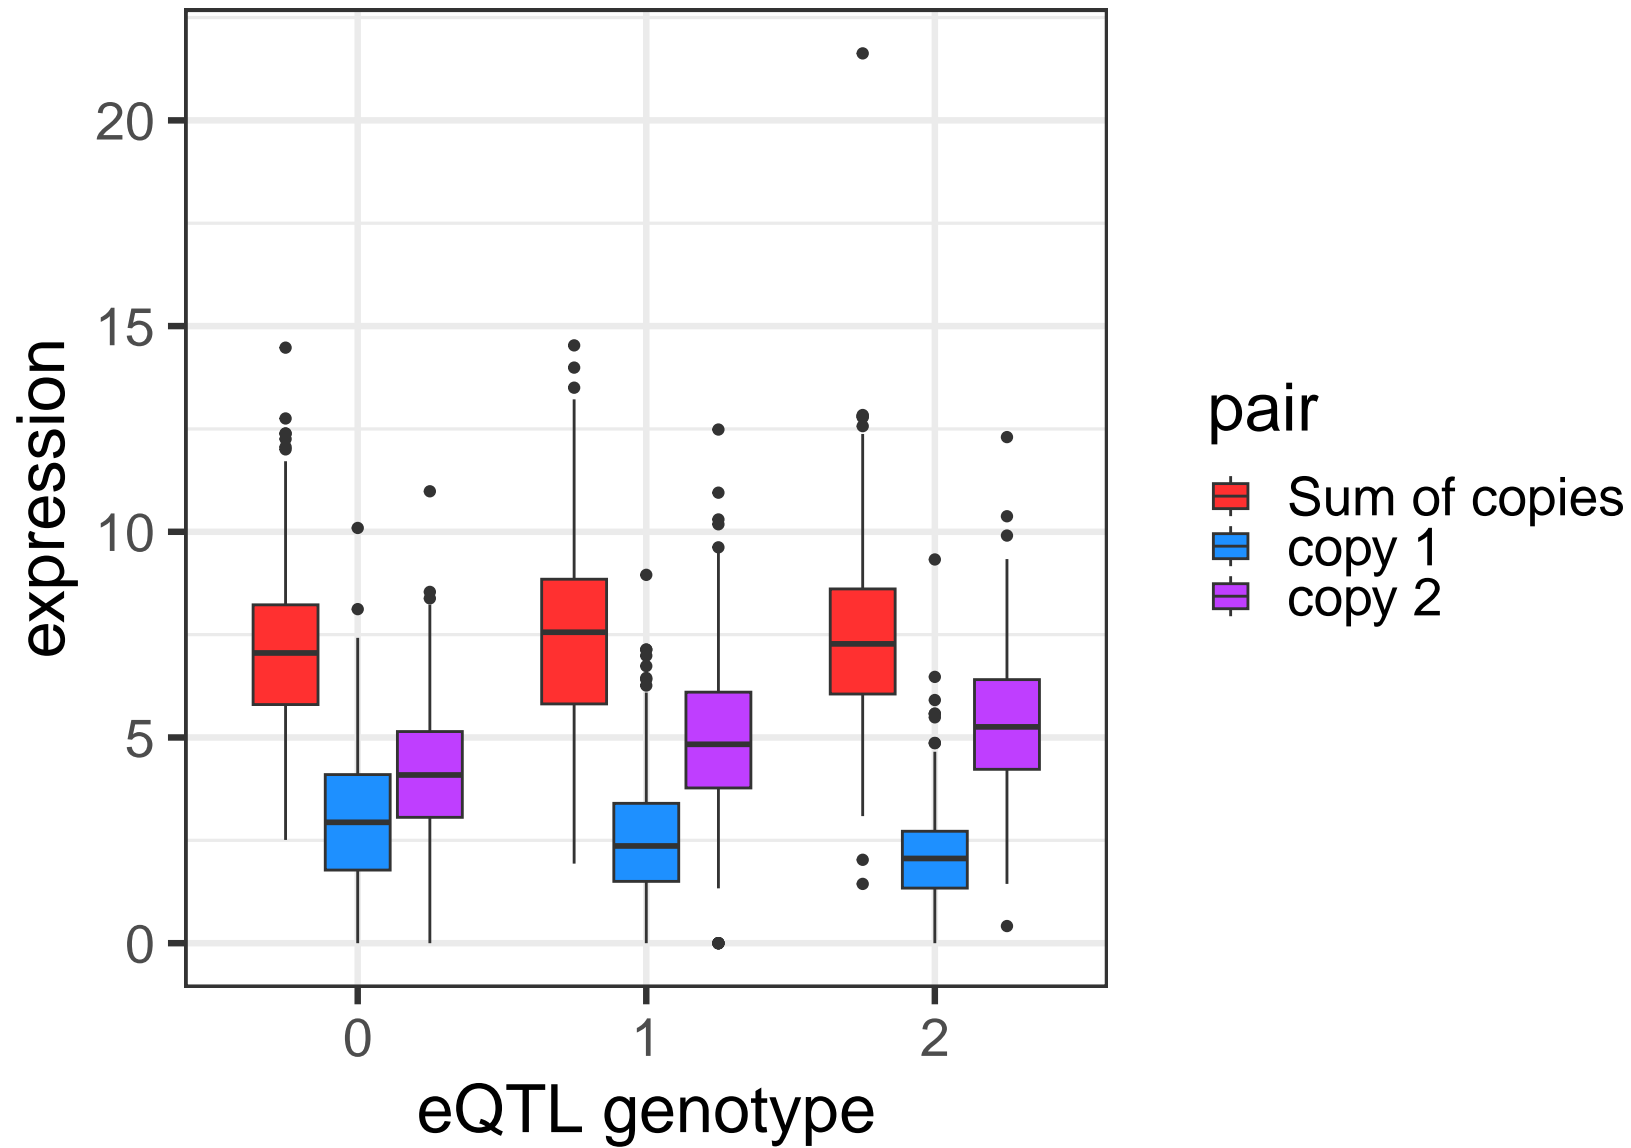 20
15
10
5
0
expression
0 1 2
eQTL genotype
pair
Sum of copies
copy 1
copy 2